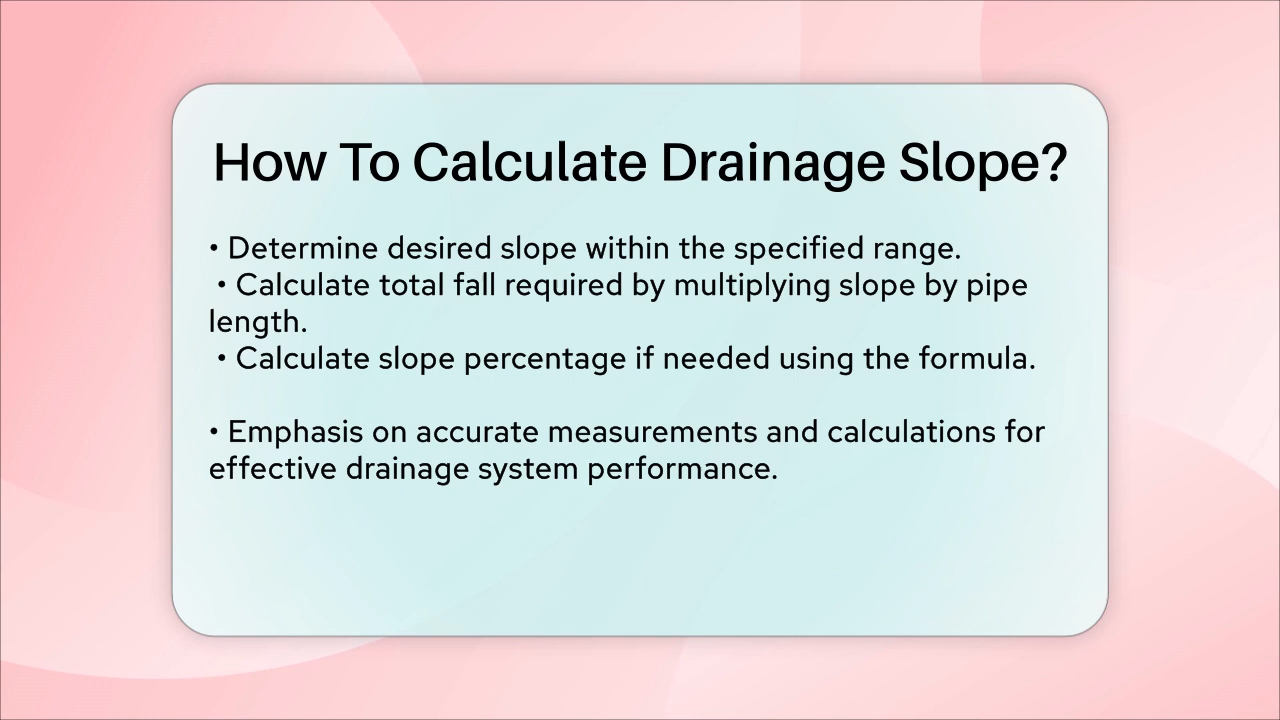 How To Calculate Drainage Slope?
• Determine desired slope within the specified range.
• Calculate total fall required by multiplying slope by pipe
length.
• Calculate slope percentage if needed using the formula.
• Emphasis on accurate measurements and calculations for
effective drainage system performance.